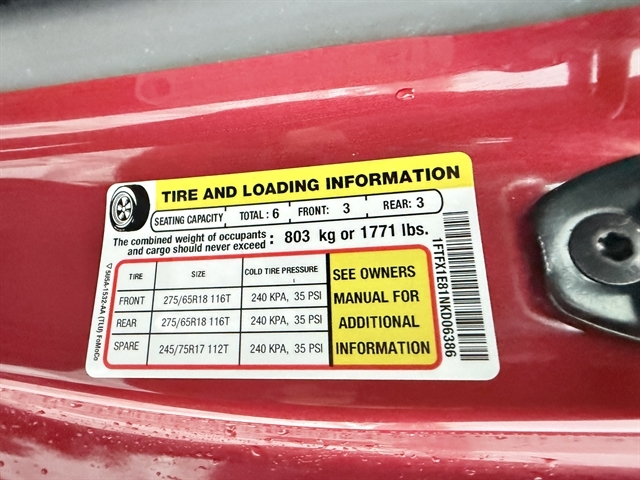 TIRE AND LOADING INFORMATION
SEATING CAPACITY TOTAL : 6 FRONT: 3 REAR: 3
The combined weight of occupants and cargo should never exceed : 803 kg or 1771 lbs.
TIRE SIZE COLD TIRE PRESSURE
FRONT 275/65R18 116T 240 KPA, 35 PSI
REAR 275/65R18 116T 240 KPA, 35 PSI
SPARE 245/75R17 112T 240 KPA, 35 PSI
SEE OWNERS
MANUAL FOR
ADDITIONAL
INFORMATION
1FTFX1E81NKD06386
(TLU) FoMoCo